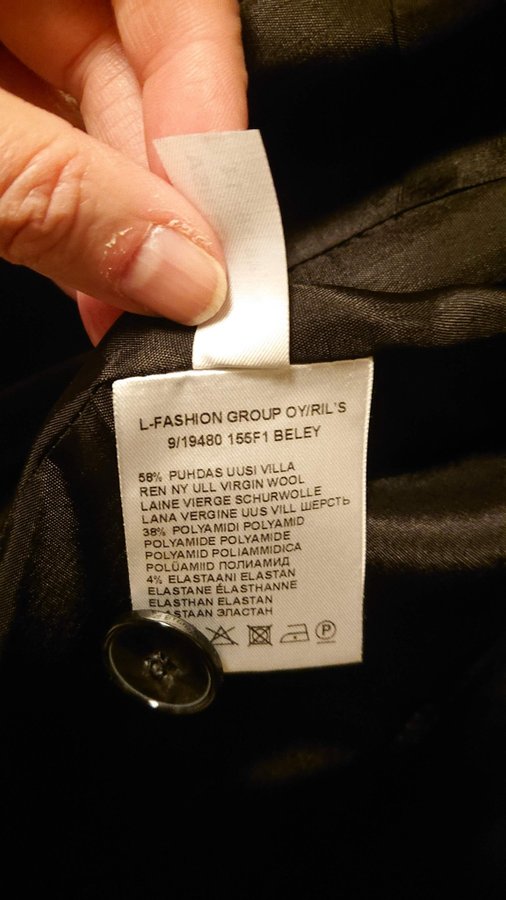 L-FASHION GROUP OY/RIL'S
9/19480 155F1 BELEY
58% PUHDAS UUSI VILLA
REN NY ULL VIRGIN WOOL
LAINE VIERGE SCHURWOLLE
LANA VERGINE UUS VILL ШЕРСТЬ
38% POLYAMIDI POLYAMID
POLYAMIDE POLYAMIDE
POLYAMID POLIAMMIDICA
POLÜAMIID ПОЛИАМИД
4% ELASTAANI ELASTAN
ELASTANE ÉLASTHANNE
ELASTHAN ELASTAN
ELASTAAN ЭЛАСТАН
P